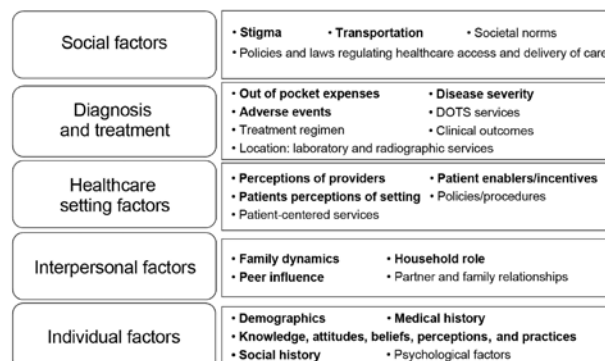 Social factors
• Stigma • Transportation • Societal norms
• Policies and laws regulating healthcare access and delivery of care
Diagnosis
and treatment
• Out of pocket expenses • Disease severity
• Adverse events • DOTS services
• Treatment regimen • Clinical outcomes
• Location: laboratory and radiographic services
Healthcare
setting factors
• Perceptions of providers • Patient enablers/incentives
• Patients perceptions of setting • Policies/procedures
• Patient-centered services
Interpersonal factors
• Family dynamics • Household role
• Peer influence • Partner and family relationships
Individual factors
• Demographics • Medical history
• Knowledge, attitudes, beliefs, perceptions, and practices
• Social history • Psychological factors